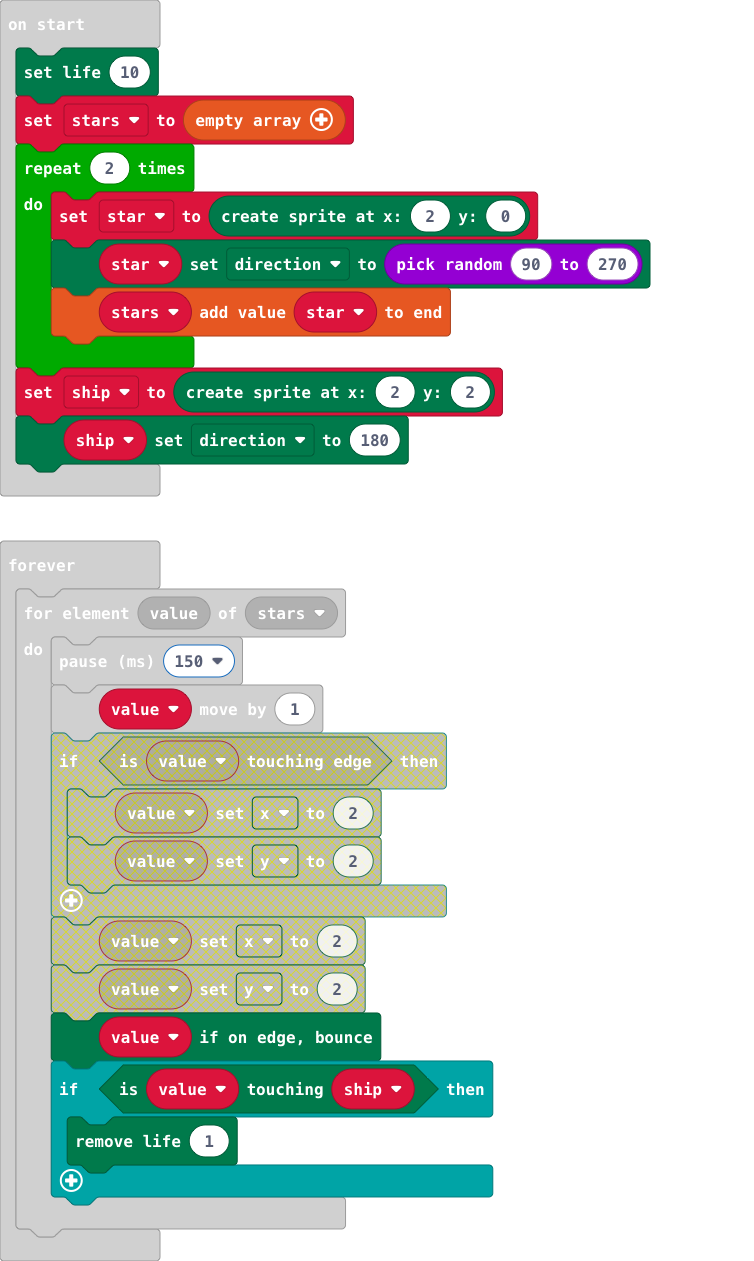 on start
set life 10
set stars to empty array
repeat 2 times
do
set star to create sprite at x: 2 y: 0
star set direction to pick random 90 to 270
stars add value star to end
set ship to create sprite at x: 2 y: 2
ship set direction to 180
forever
for element value of stars
do
pause (ms) 150
value move by 1
if is value touching edge then
value set x to 2
value set y to 2
value set x to 2
value set y to 2
value if on edge, bounce
if is value touching ship then
remove life 1